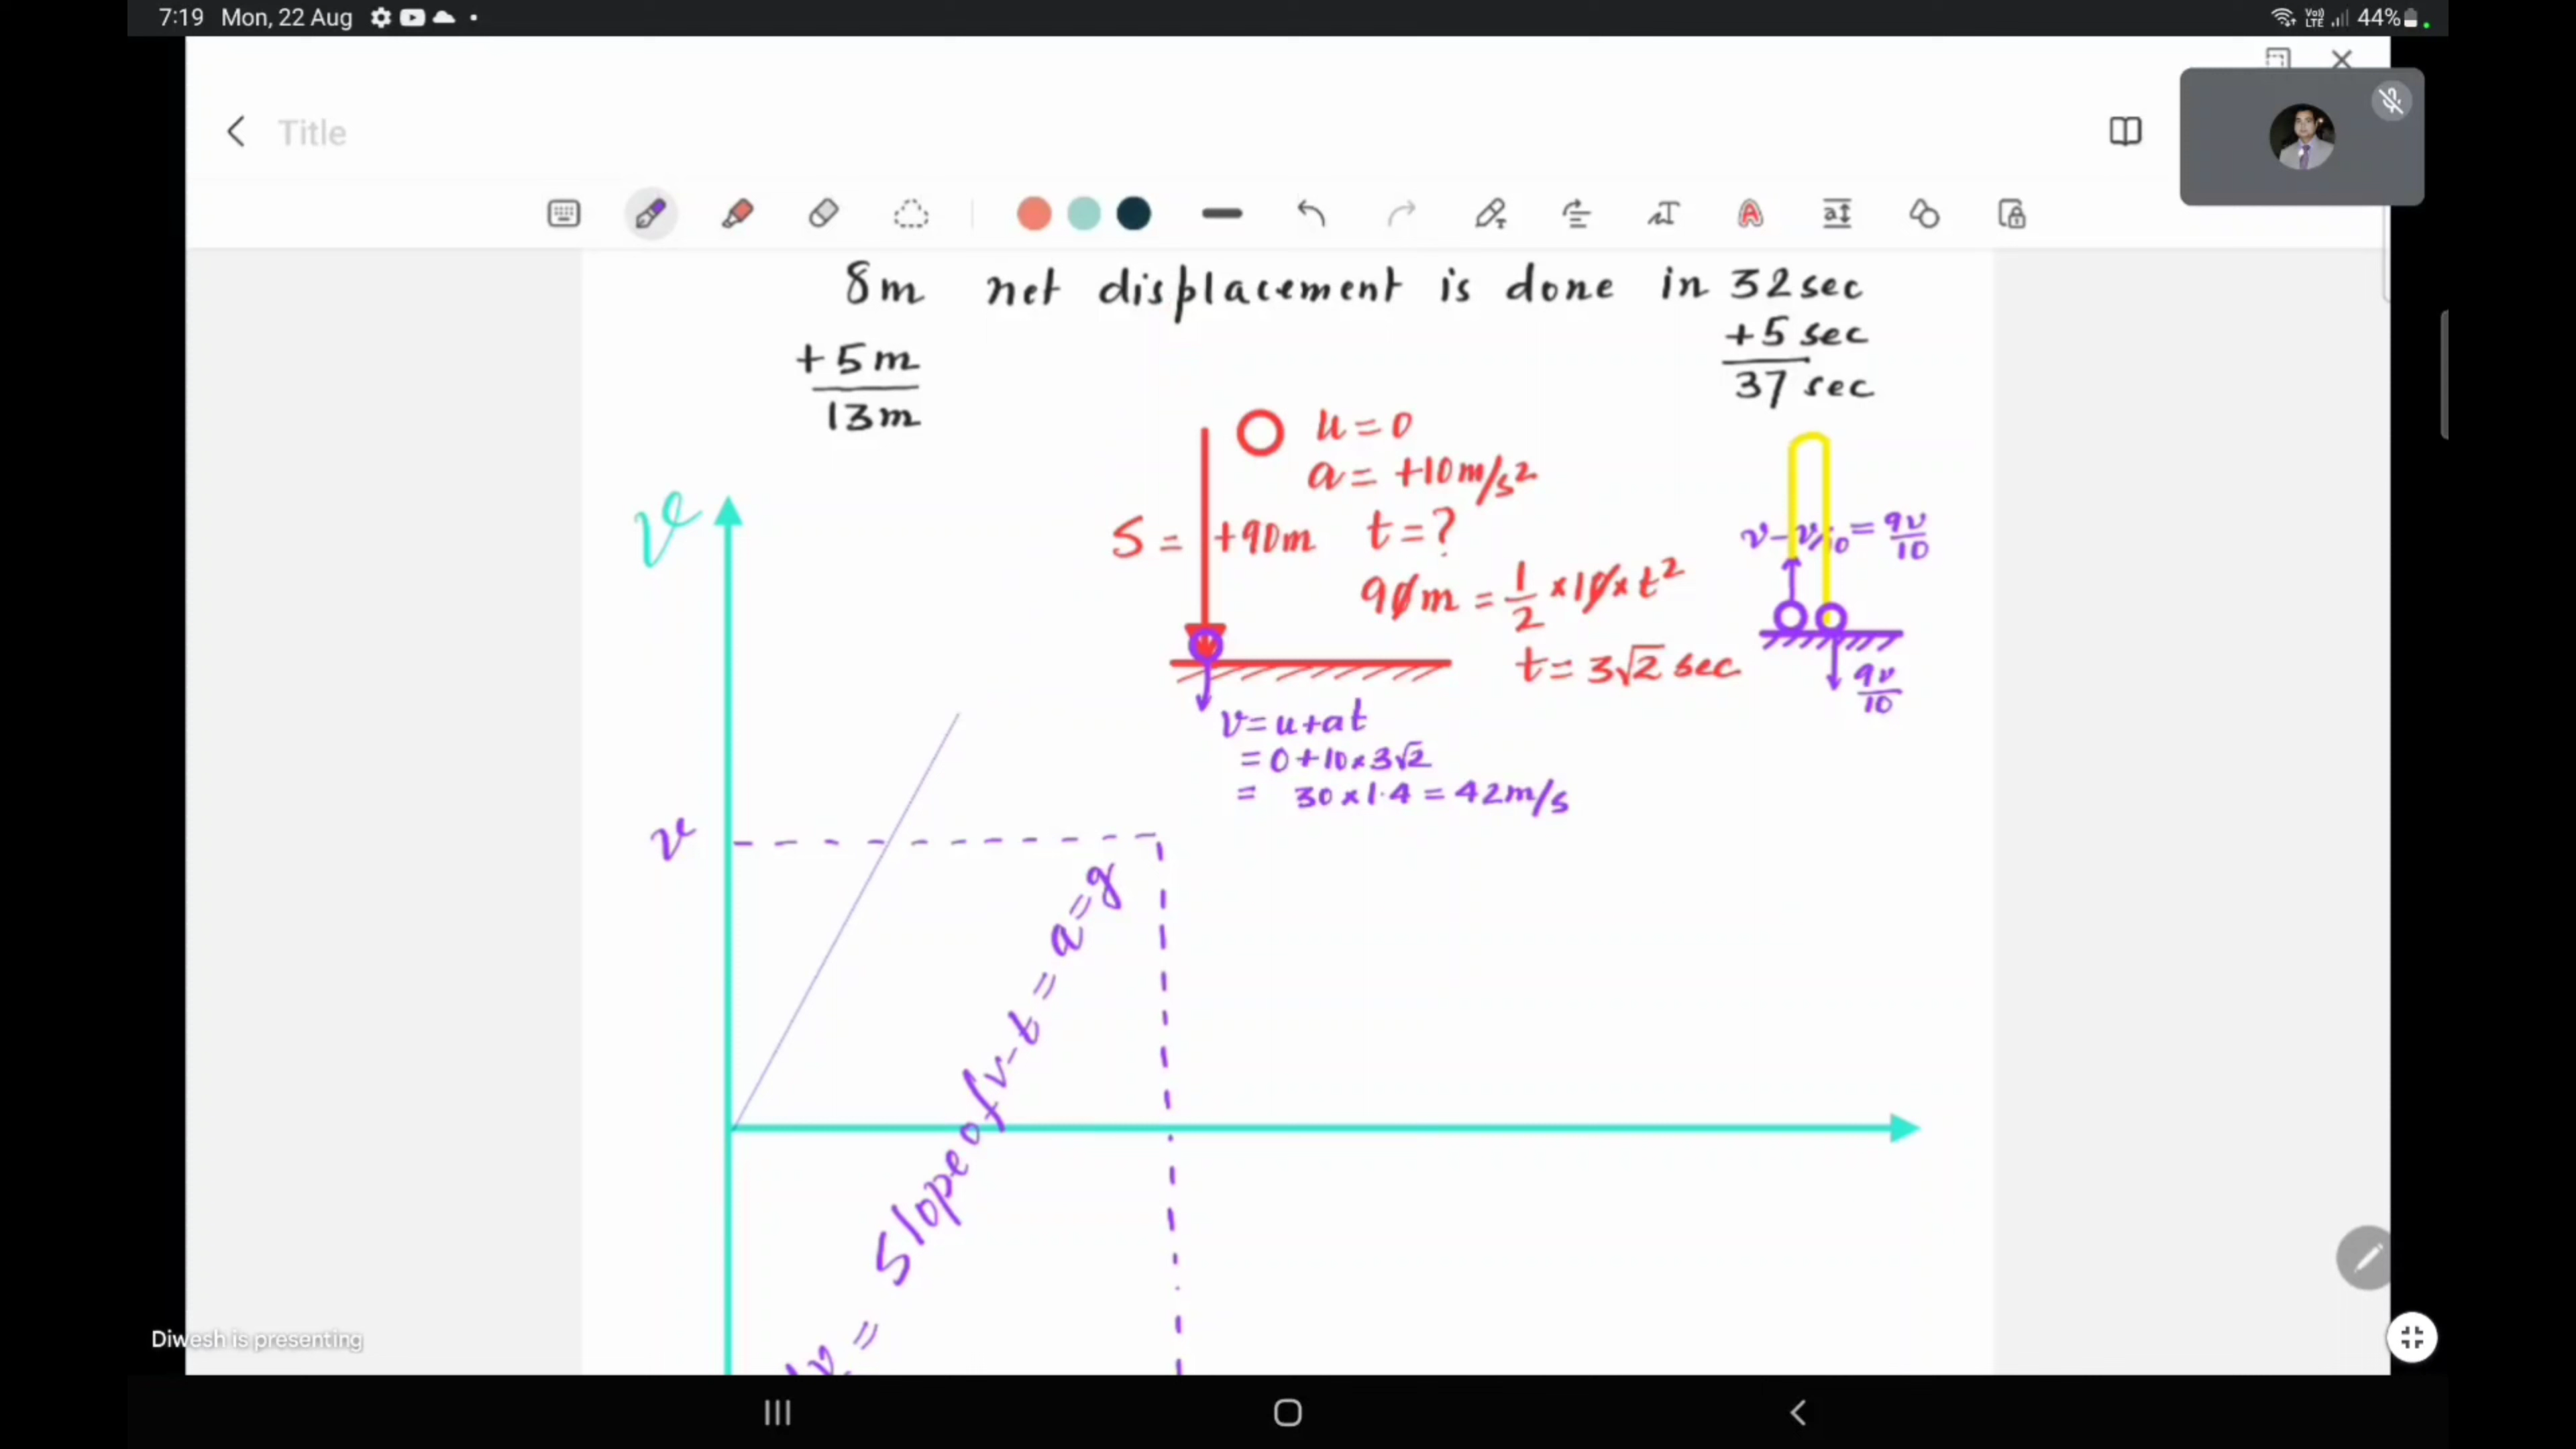 7:19 Mon, 22 Aug
44%
Title
8m net displacement is done in 32sec
+5m
+5 sec
13m
37 sec
u=0
a= +10m/s2
S = +90m t=?
90m = 1/2 × 10 × t2
t = 3√2 sec
v - v/10 = 9v/10
9v/10
v = u+at
= 0+10×3√2
= 30×1.4 = 42m/s
v
v
Slope of v-t = a = g
Diwesh is presenting